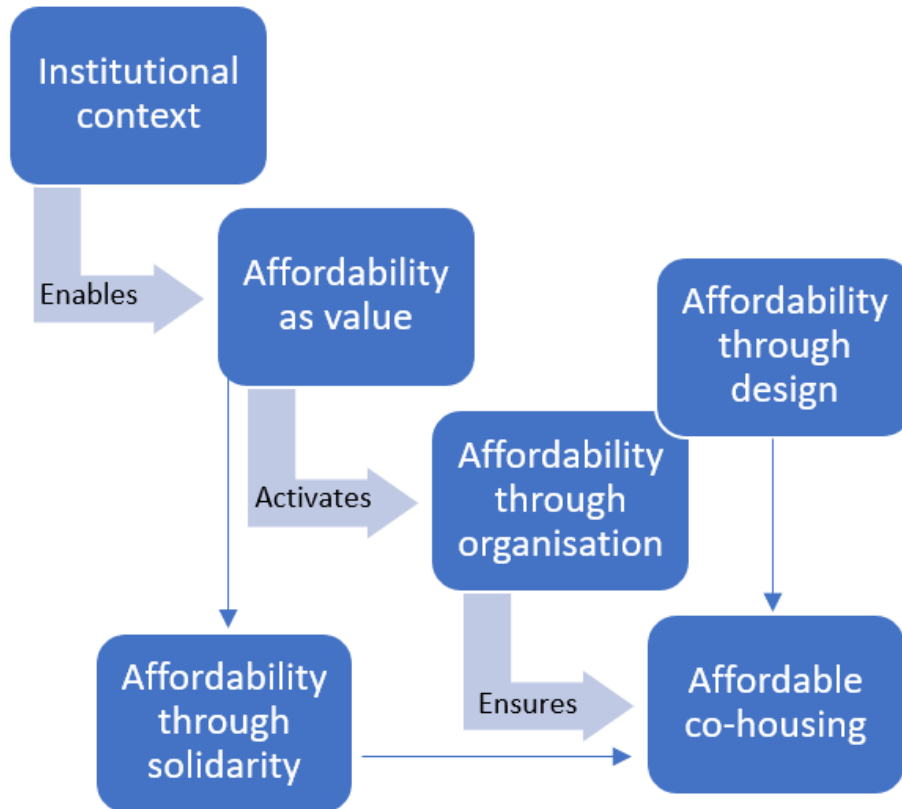 Institutional
context
Enables
Affordability
as value
Affordability
through
design
Activates
Affordability
through
organisation
Affordability
through
solidarity
Ensures
Affordable
co-housing